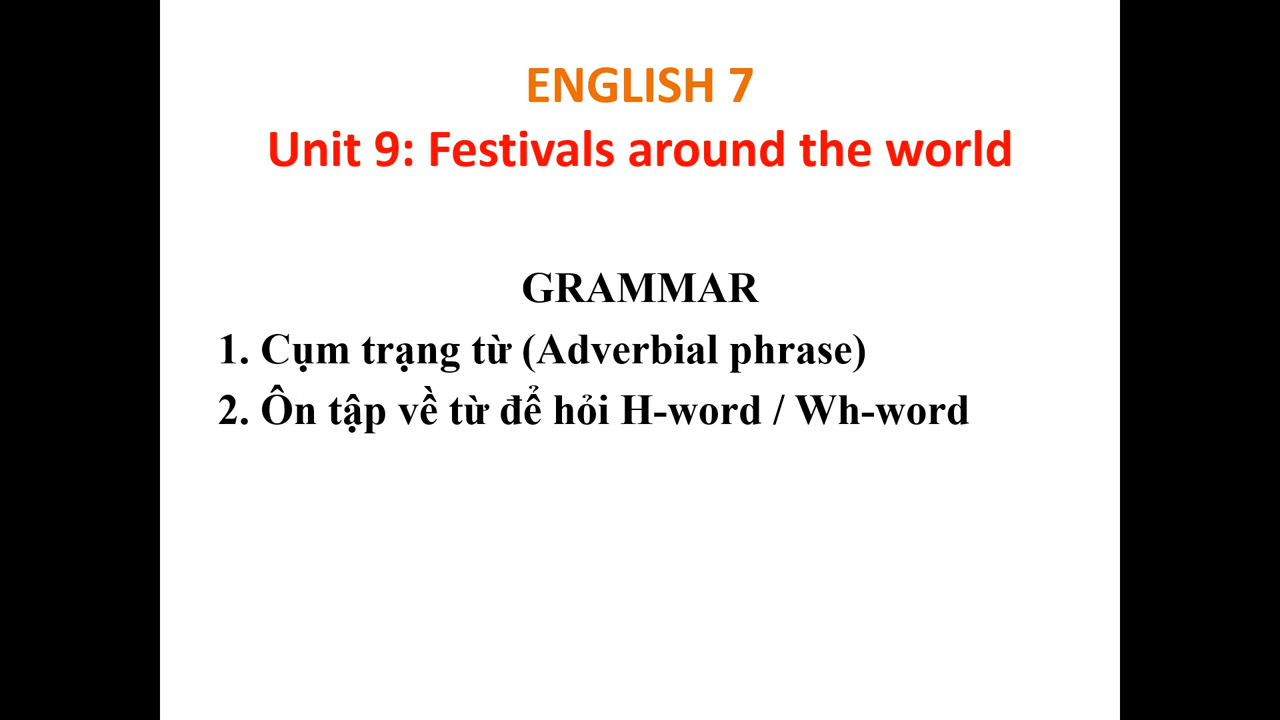 ENGLISH 7
Unit 9: Festivals around the world
GRAMMAR
1. Cụm trạng từ (Adverbial phrase)
2. Ôn tập về từ để hỏi H-word / Wh-word